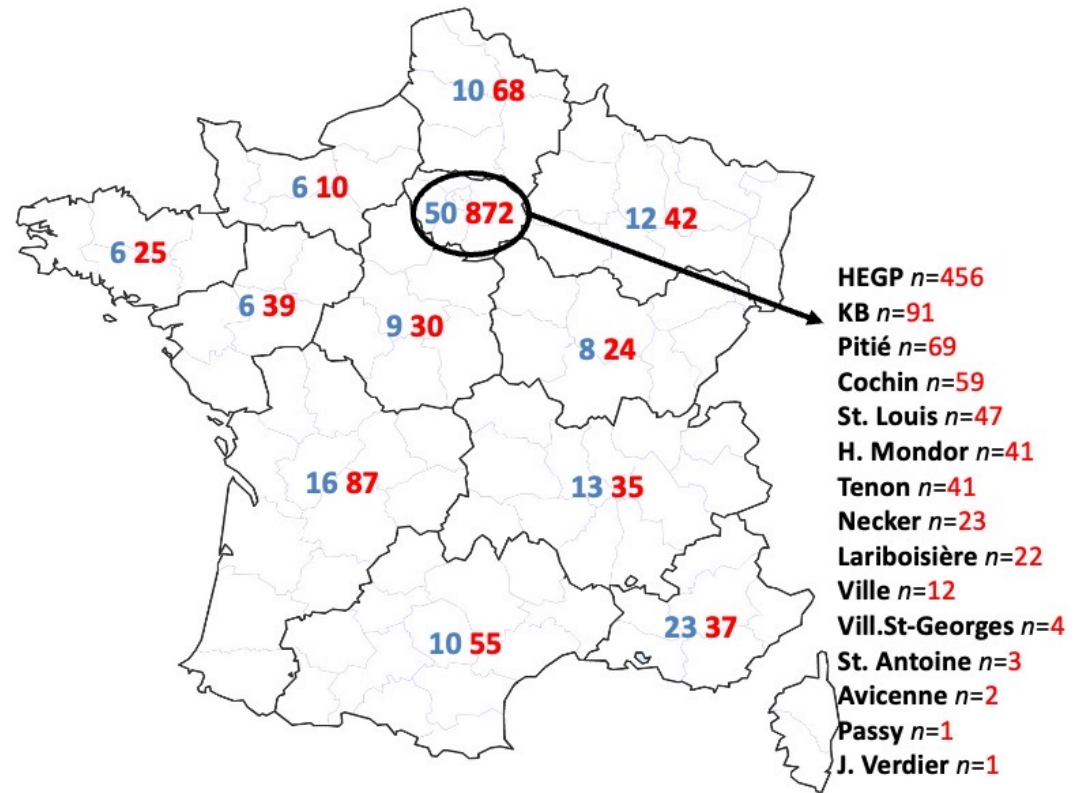 10 68
6 10
50 872
12 42
6 25
6 39
9 30
8 24
16 87
13 35
10 55
23 37
HEGP n=456
KB n=91
Pitié n=69
Cochin n=59
St. Louis n=47
H. Mondor n=41
Tenon n=41
Necker n=23
Lariboisière n=22
Ville n=12
Vill.St-Georges n=4
St. Antoine n=3
Avicenne n=2
Passy n=1
J. Verdier n=1